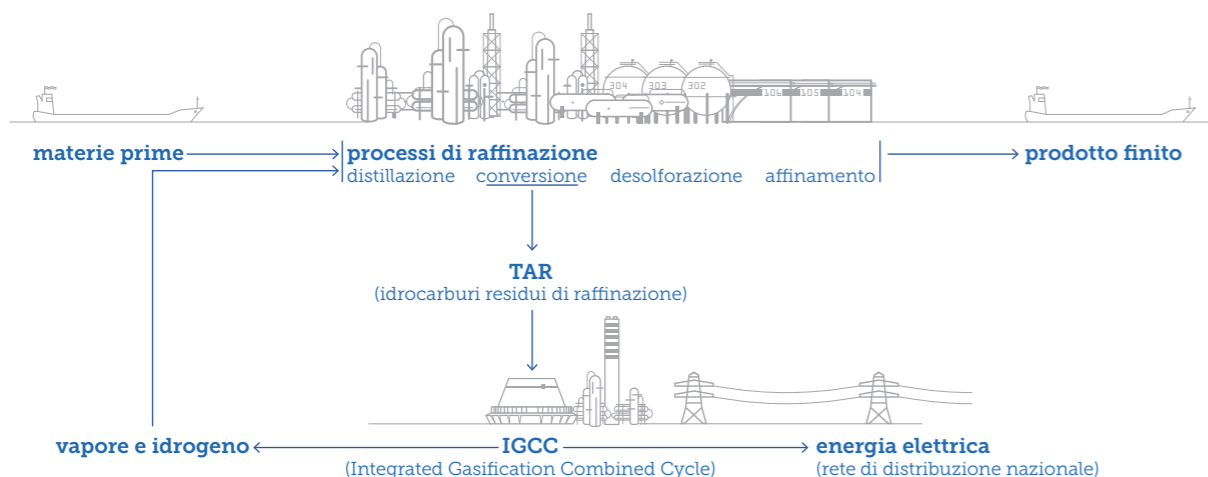 304 303 302
106 105 104
materie prime
processi di raffinazione
prodotto finito
distillazione conversione desolforazione affinamento
TAR
(idrocarburi residui di raffinazione)
vapore e idrogeno
IGCC
energia elettrica
(Integrated Gasification Combined Cycle)
(rete di distribuzione nazionale)